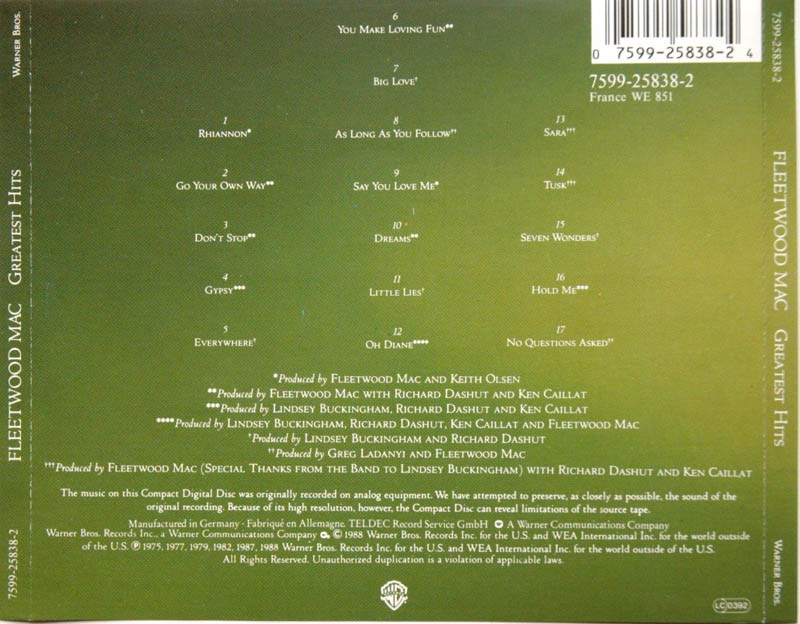 WARNER BROS.
FLEETWOOD MAC GREATEST HITS
7599-25838-2
0 7599-25838-2 4
7599-25838-2
France WE 851
1
RHIANNON*
2
GO YOUR OWN WAY**
3
DON'T STOP**
4
GYPSY***
5
EVERYWHERE†
6
YOU MAKE LOVING FUN**
7
BIG LOVE†
8
AS LONG AS YOU FOLLOW††
9
SAY YOU LOVE ME*
10
DREAMS**
11
LITTLE LIES†
12
OH DIANE****
13
SARA†††
14
TUSK†††
15
SEVEN WONDERS†
16
HOLD ME***
17
NO QUESTIONS ASKED††
*Produced by FLEETWOOD MAC AND KEITH OLSEN
**Produced by FLEETWOOD MAC WITH RICHARD DASHUT AND KEN CAILLAT
***Produced by LINDSEY BUCKINGHAM, RICHARD DASHUT AND KEN CAILLAT
****Produced by LINDSEY BUCKINGHAM, RICHARD DASHUT, KEN CAILLAT AND FLEETWOOD MAC
†Produced by LINDSEY BUCKINGHAM AND RICHARD DASHUT
††Produced by GREG LADANYI AND FLEETWOOD MAC
†††Produced by FLEETWOOD MAC (SPECIAL THANKS FROM THE BAND TO LINDSEY BUCKINGHAM) WITH RICHARD DASHUT AND KEN CAILLAT
The music on this Compact Digital Disc was originally recorded on analog equipment. We have attempted to preserve, as closely as possible, the sound of the
original recording. Because of its high resolution, however, the Compact Disc can reveal limitations of the source tape.
Manufactured in Germany · Fabriqué en Allemagne. TELDEC Record Service GmbH A Warner Communications Company
Warner Bros. Records Inc., a Warner Communications Company ℗©1988 Warner Bros. Records Inc. for the U.S. and WEA International Inc. for the world outside
of the U.S. ℗ 1975, 1977, 1979, 1982, 1987, 1988 Warner Bros. Records Inc. for the U.S. and WEA International Inc. for the world outside of the U.S.
All Rights Reserved. Unauthorized duplication is a violation of applicable laws.
LC 0392
7599-25838-2
FLEETWOOD MAC GREATEST HITS
WARNER BROS.